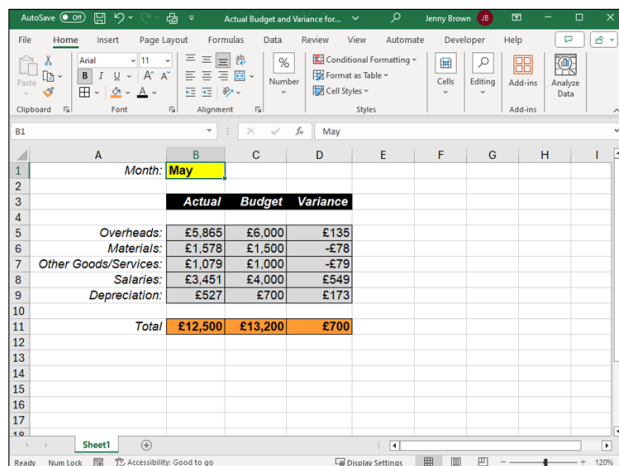 AutoSave Off Actual Budget and Variance for... Jenny Brown JB
File Home Insert Page Layout Formulas Data Review View Automate Developer Help
Arial 11 % Conditional Formatting
Paste B I U A A Number Format as Table Cells Editing Add-ins Analyze Data
Cell Styles
Clipboard Font Alignment Styles Add-ins
B1 fx May
A B C D E F G H I
1 Month: May
2
3 Actual Budget Variance
4
5 Overheads: £5,865 £6,000 £135
6 Materials: £1,578 £1,500 -£78
7 Other Goods/Services: £1,079 £1,000 -£79
8 Salaries: £3,451 £4,000 £549
9 Depreciation: £527 £700 £173
10
11 Total £12,500 £13,200 £700
12
13
14
15
16
17
18
Sheet1
Ready Num Lock Accessibility: Good to go Display Settings 120%